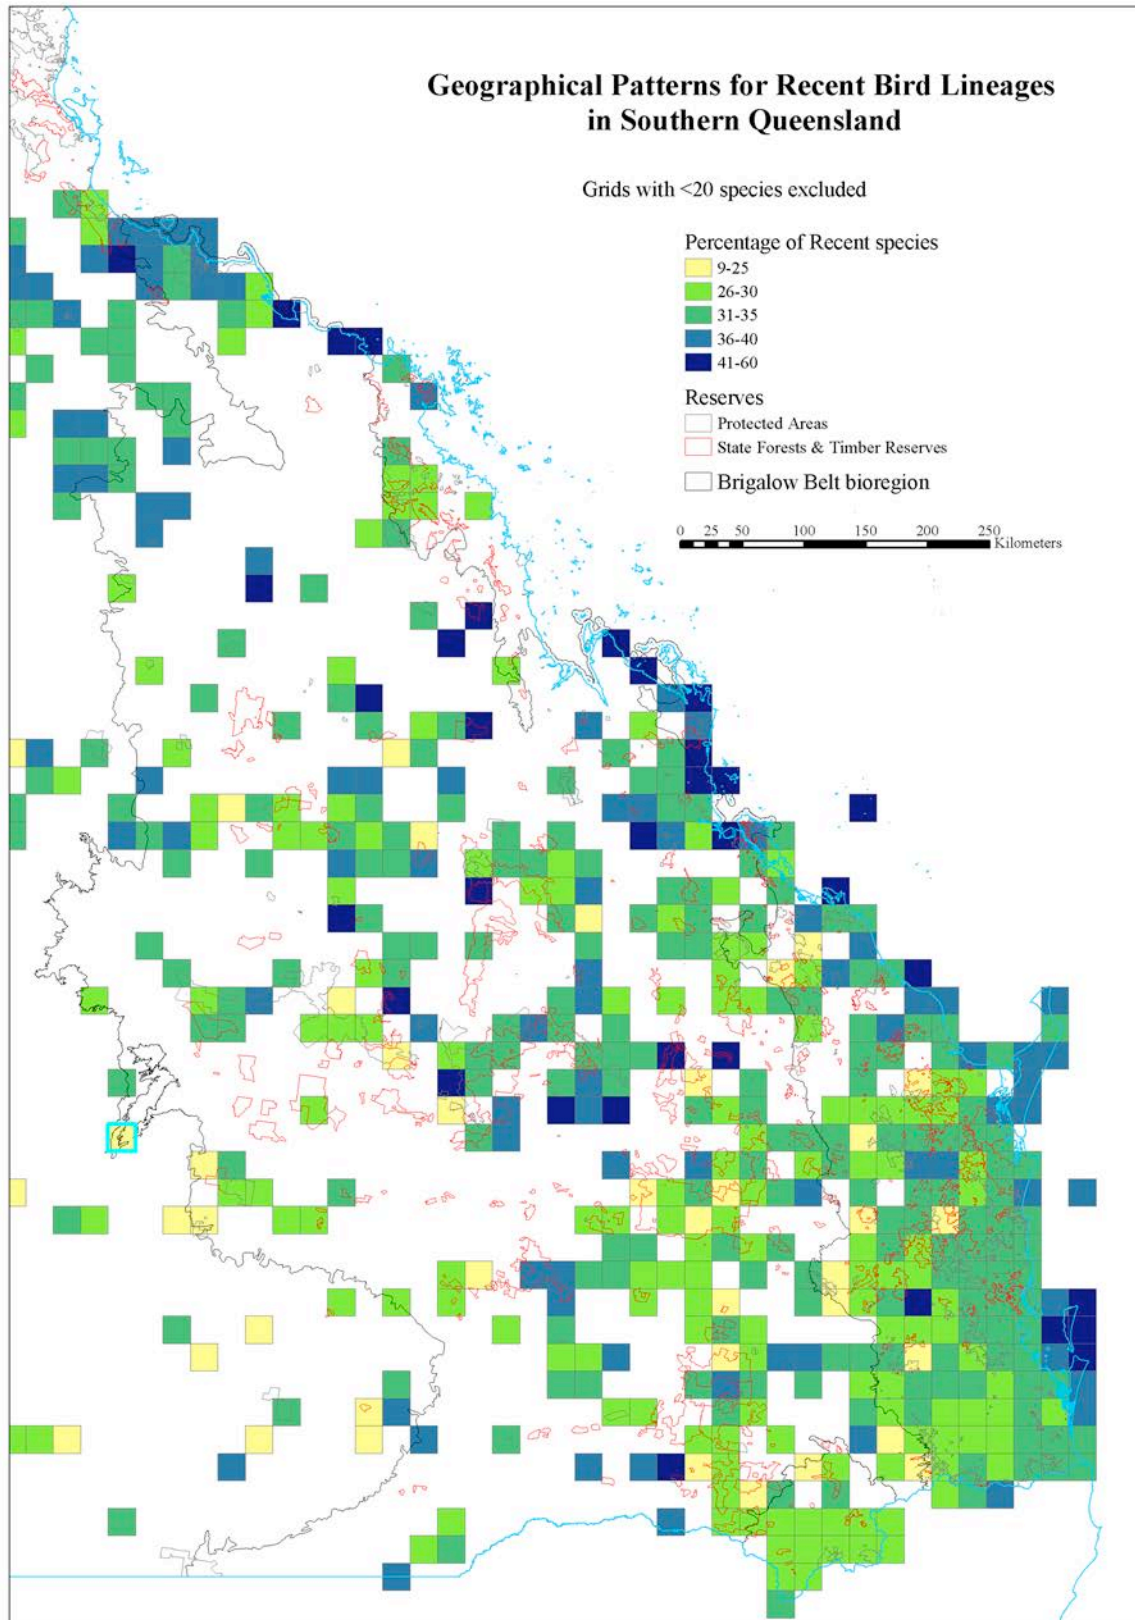 Geographical Patterns for Recent Bird Lineages
in Southern Queensland
Grids with <20 species excluded
Percentage of Recent species
9-25
26-30
31-35
36-40
41-60
Reserves
Protected Areas
State Forests & Timber Reserves
Brigalow Belt bioregion
0 25 50 100 150 200 250
Kilometers